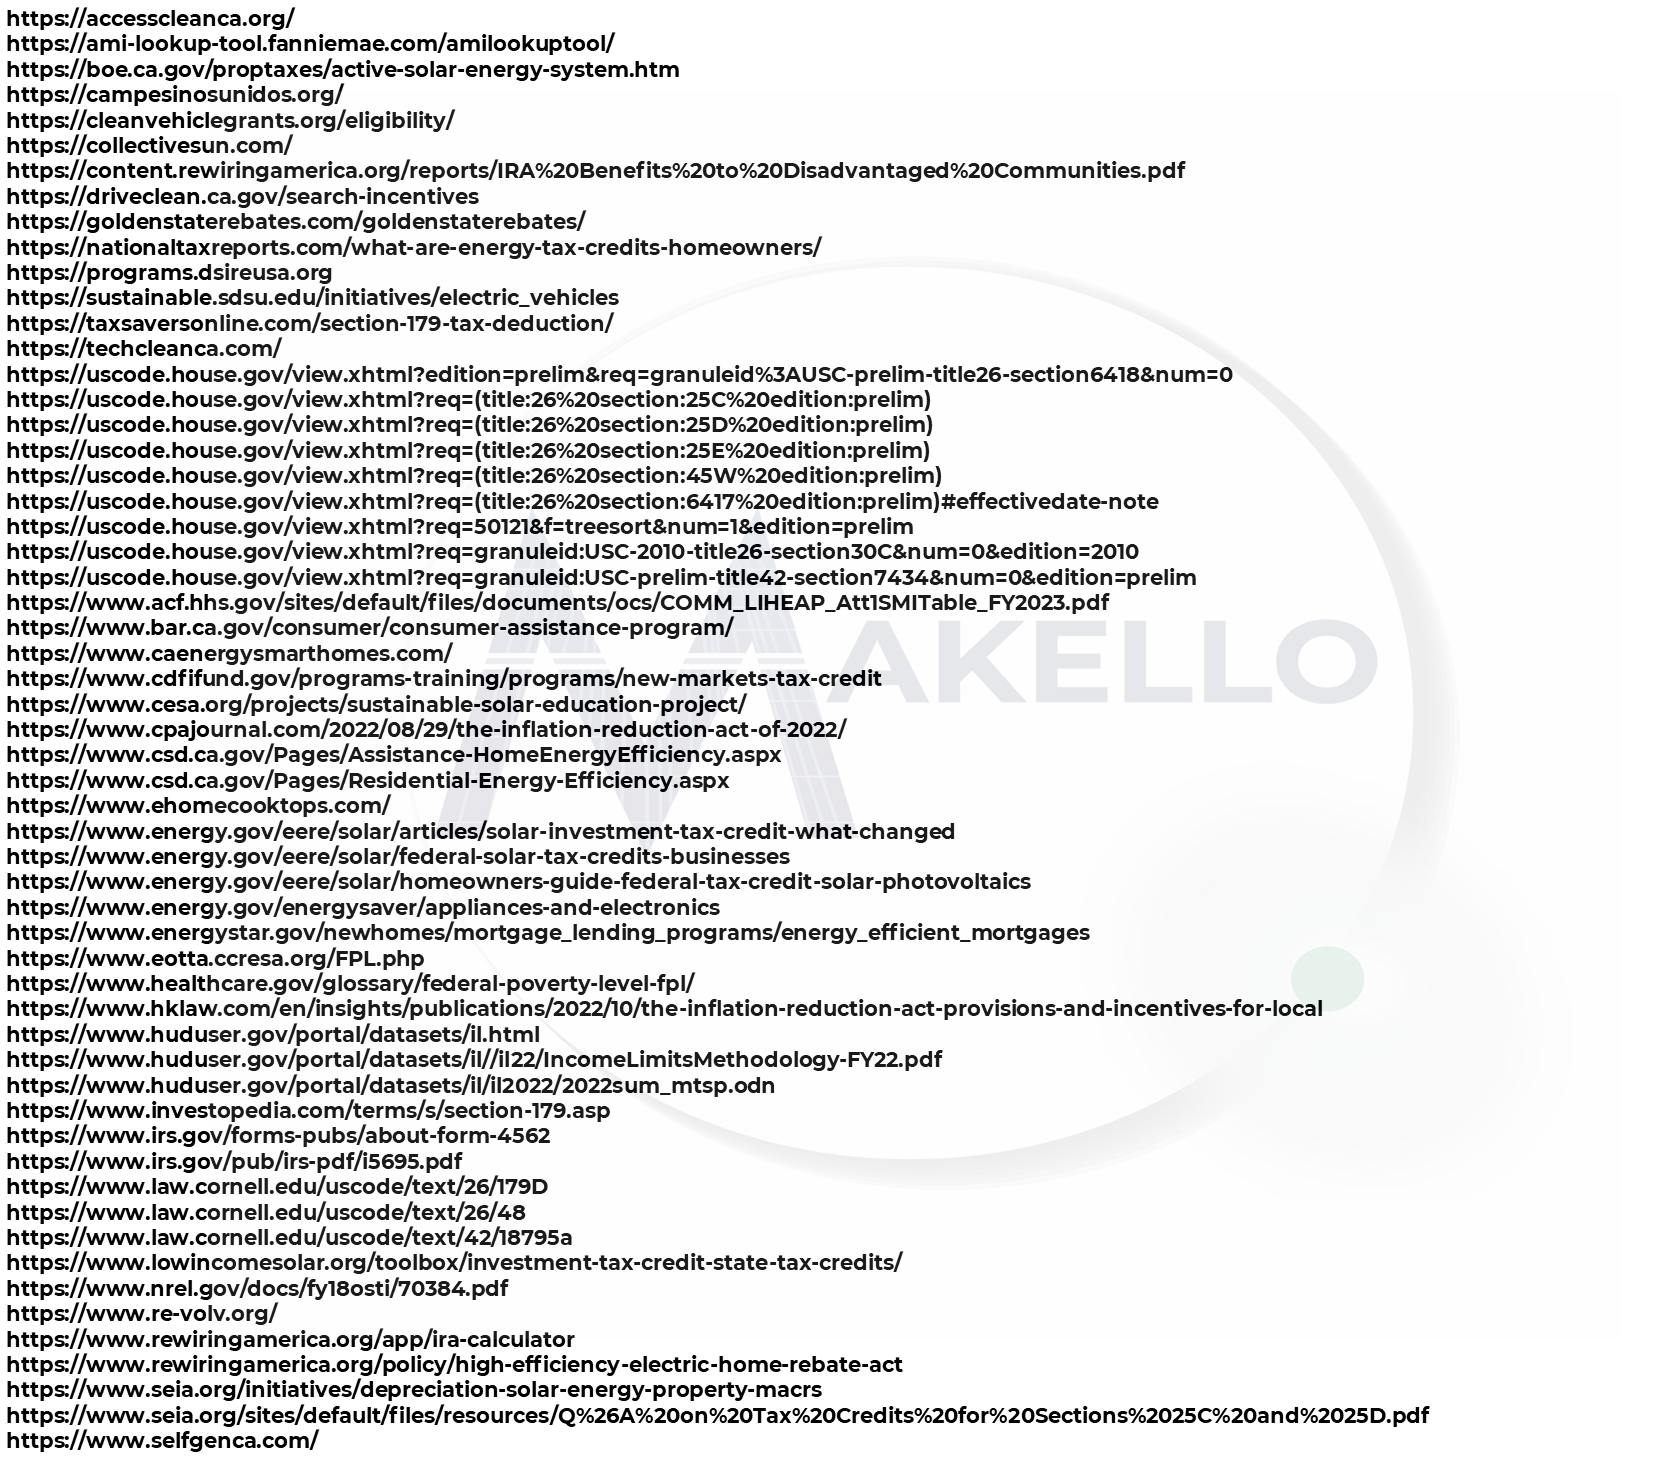 https://accesscleanca.org/
https://ami-lookup-tool.fanniemae.com/amilookuptool/
https://boe.ca.gov/proptaxes/active-solar-energy-system.htm
https://campesinosunidos.org/
https://cleanvehiclegrants.org/eligibility/
https://collectivesun.com/
https://content.rewiringamerica.org/reports/IRA%20Benefits%20to%20Disadvantaged%20Communities.pdf
https://driveclean.ca.gov/search-incentives
https://goldenstaterebates.com/goldenstaterebates/
https://nationaltaxreports.com/what-are-energy-tax-credits-homeowners/
https://programs.dsireusa.org
https://sustainable.sdsu.edu/initiatives/electric_vehicles
https://taxsaversonline.com/section-179-tax-deduction/
https://techcleanca.com/
https://uscode.house.gov/view.xhtml?edition=prelim&req=granuleid%3AUSC-prelim-title26-section6418&num=0
https://uscode.house.gov/view.xhtml?req=(title:26%20section:25C%20edition:prelim)
https://uscode.house.gov/view.xhtml?req=(title:26%20section:25D%20edition:prelim)
https://uscode.house.gov/view.xhtml?req=(title:26%20section:25E%20edition:prelim)
https://uscode.house.gov/view.xhtml?req=(title:26%20section:45W%20edition:prelim)
https://uscode.house.gov/view.xhtml?req=(title:26%20section:6417%20edition:prelim)#effectivedate-note
https://uscode.house.gov/view.xhtml?req=50121&f=treesort&num=1&edition=prelim
https://uscode.house.gov/view.xhtml?req=granuleid:USC-2010-title26-section30C&num=0&edition=2010
https://uscode.house.gov/view.xhtml?req=granuleid:USC-prelim-title42-section7434&num=0&edition=prelim
https://www.acf.hhs.gov/sites/default/files/documents/ocs/COMM_LIHEAP_Att1SMITable_FY2023.pdf
https://www.bar.ca.gov/consumer/consumer-assistance-program/
https://www.caenergysmarthomes.com/
MAKELLO
https://www.cdfifund.gov/programs-training/programs/new-markets-tax-credit
https://www.cesa.org/projects/sustainable-solar-education-project/
https://www.cpajournal.com/2022/08/29/the-inflation-reduction-act-of-2022/
https://www.csd.ca.gov/Pages/Assistance-HomeEnergyEfficiency.aspx
https://www.csd.ca.gov/Pages/Residential-Energy-Efficiency.aspx
https://www.ehomecooktops.com/
https://www.energy.gov/eere/solar/articles/solar-investment-tax-credit-what-changed
https://www.energy.gov/eere/solar/federal-solar-tax-credits-businesses
https://www.energy.gov/eere/solar/homeowners-guide-federal-tax-credit-solar-photovoltaics
https://www.energy.gov/energysaver/appliances-and-electronics
https://www.energystar.gov/newhomes/mortgage_lending_programs/energy_efficient_mortgages
https://www.eotta.ccresa.org/FPL.php
https://www.healthcare.gov/glossary/federal-poverty-level-fpl/
https://www.hklaw.com/en/insights/publications/2022/10/the-inflation-reduction-act-provisions-and-incentives-for-local
https://www.huduser.gov/portal/datasets/il.html
https://www.huduser.gov/portal/datasets/il//il22/IncomeLimitsMethodology-FY22.pdf
https://www.huduser.gov/portal/datasets/il/il2022/2022sum_mtsp.odn
https://www.investopedia.com/terms/s/section-179.asp
https://www.irs.gov/forms-pubs/about-form-4562
https://www.irs.gov/pub/irs-pdf/i5695.pdf
https://www.law.cornell.edu/uscode/text/26/179D
https://www.law.cornell.edu/uscode/text/26/48
https://www.law.cornell.edu/uscode/text/42/18795a
https://www.lowincomesolar.org/toolbox/investment-tax-credit-state-tax-credits/
https://www.nrel.gov/docs/fy18osti/70384.pdf
https://www.re-volv.org/
https://www.rewiringamerica.org/app/ira-calculator
https://www.rewiringamerica.org/policy/high-efficiency-electric-home-rebate-act
https://www.seia.org/initiatives/depreciation-solar-energy-property-macrs
https://www.seia.org/sites/default/files/resources/Q%26A%20on%20Tax%20Credits%20for%20Sections%2025C%20and%2025D.pdf
https://www.selfgenca.com/